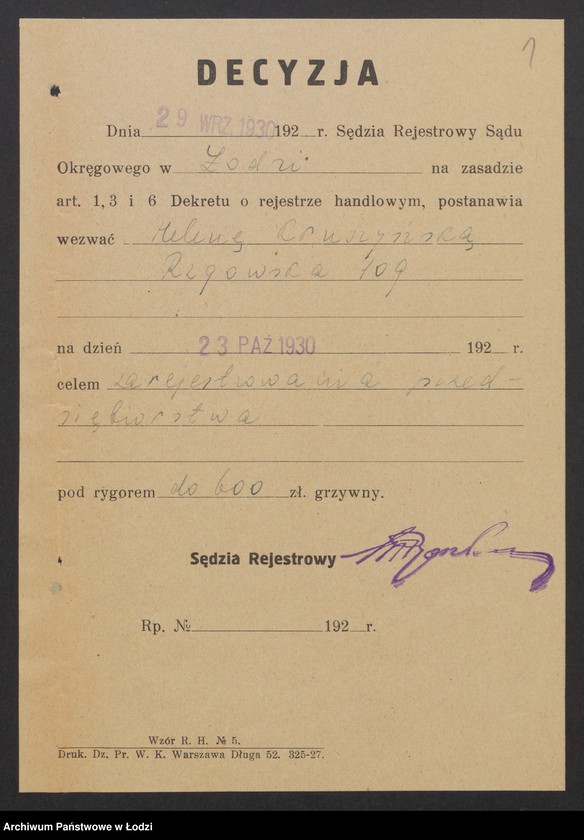 1
DECYZJA
Dnia 29 WRZ. 1930 192 r. Sędzia Rejestrowy Sądu
Okręgowego w Łodzi na zasadzie
art. 1, 3 i 6 Dekretu o rejestrze handlowym, postanawia
wezwać Helenę Kruszyńską
Rzgowska 109
na dzień 23 PAŹ 1930 192 r.
celem zarejestrowania przed-
siębiorstwa
pod rygorem do 600 zł. grzywny.
Sędzia Rejestrowy
Rp. № 192 r.
Wzór R. H. № 5.
Druk. Dz. Pr. W. K. Warszawa Długa 52. 325-27.
Archiwum Państwowe w Łodzi